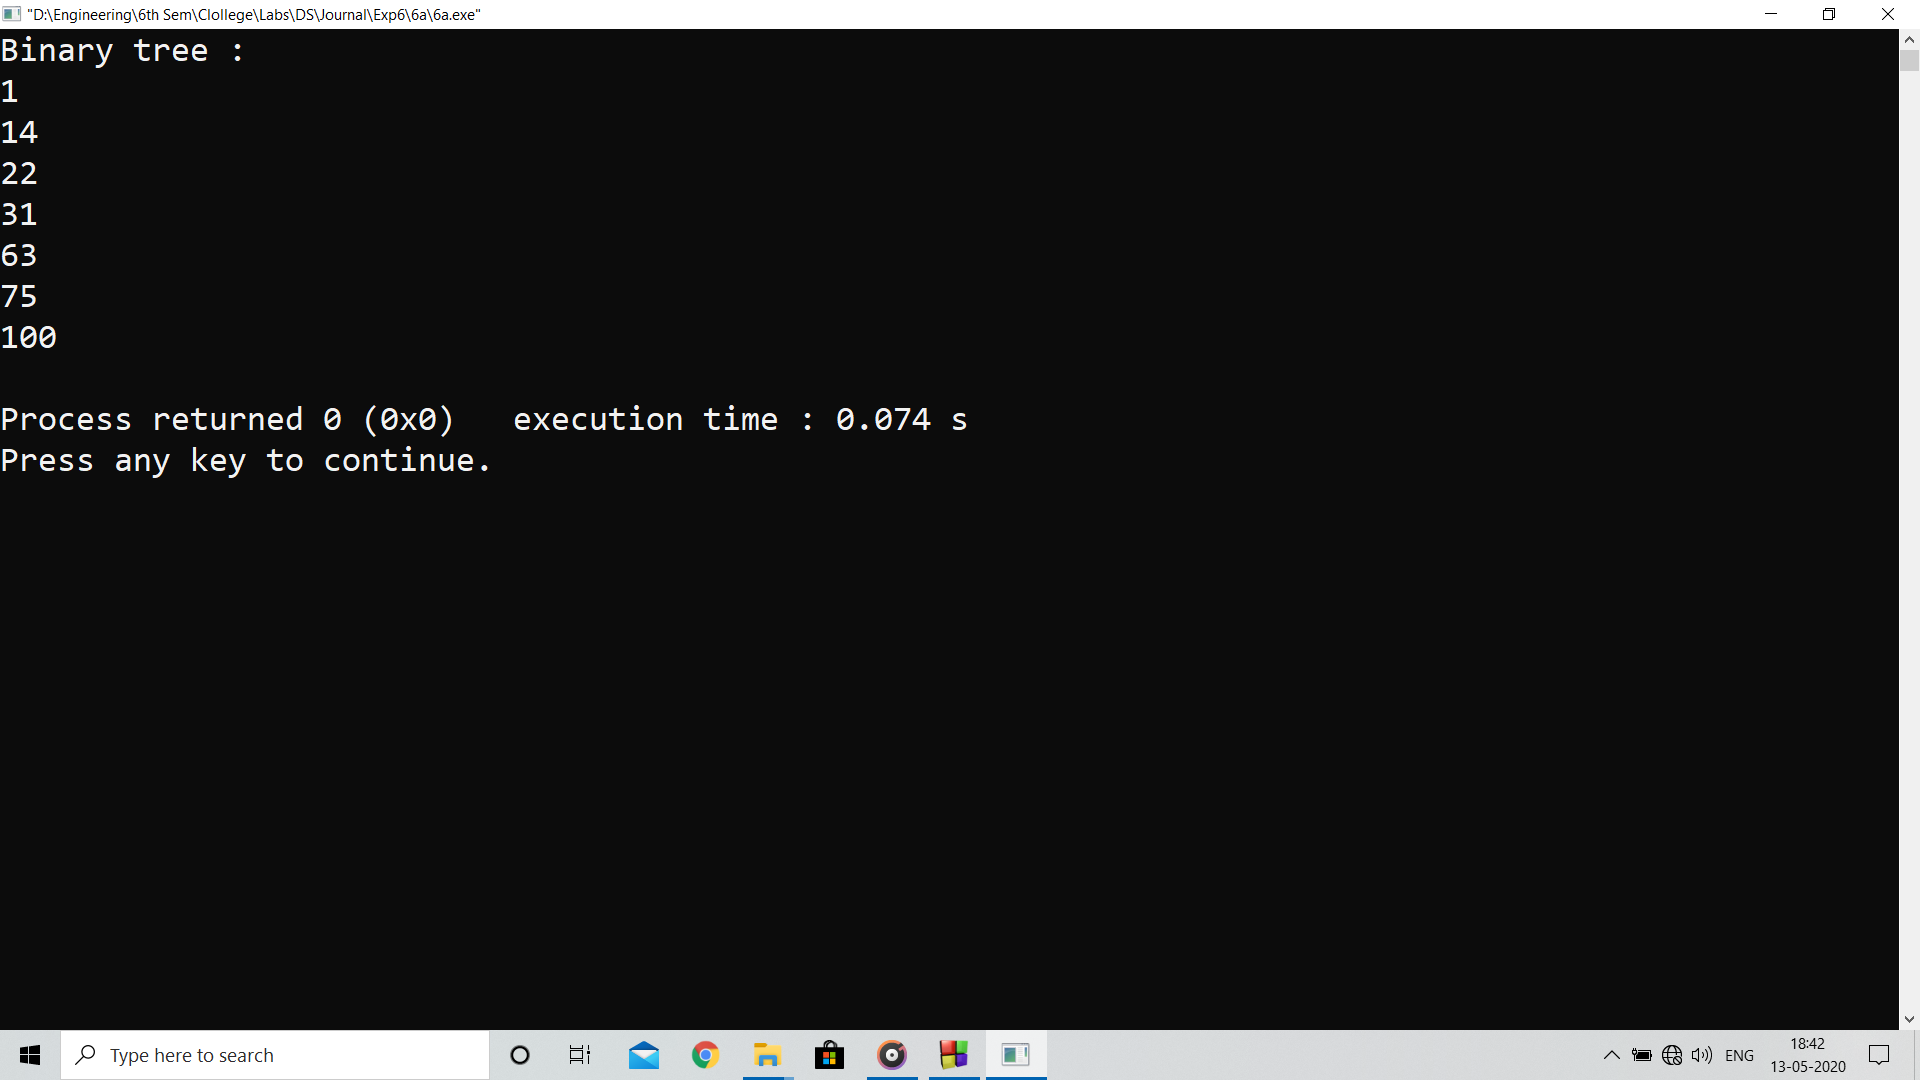 "D:\Engineering\6th Sem\Clollege\Labs\DS\Journal\Exp6\6a\6a.exe"
Binary tree :
1
14
22
31
63
75
100
Process returned 0 (0x0)   execution time : 0.074 s
Press any key to continue.
Type here to search
ENG
18:42
13-05-2020